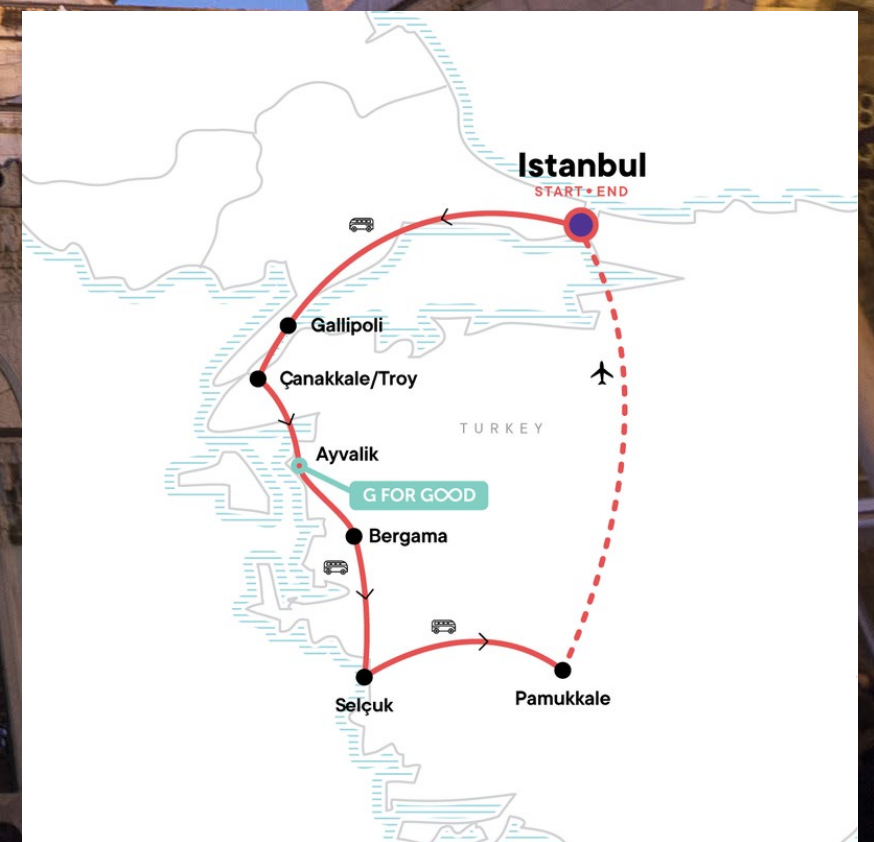 Istanbul
START • END
Gallipoli
Çanakkale/Troy
TURKEY
Ayvalik
G FOR GOOD
Bergama
Selçuk
Pamukkale